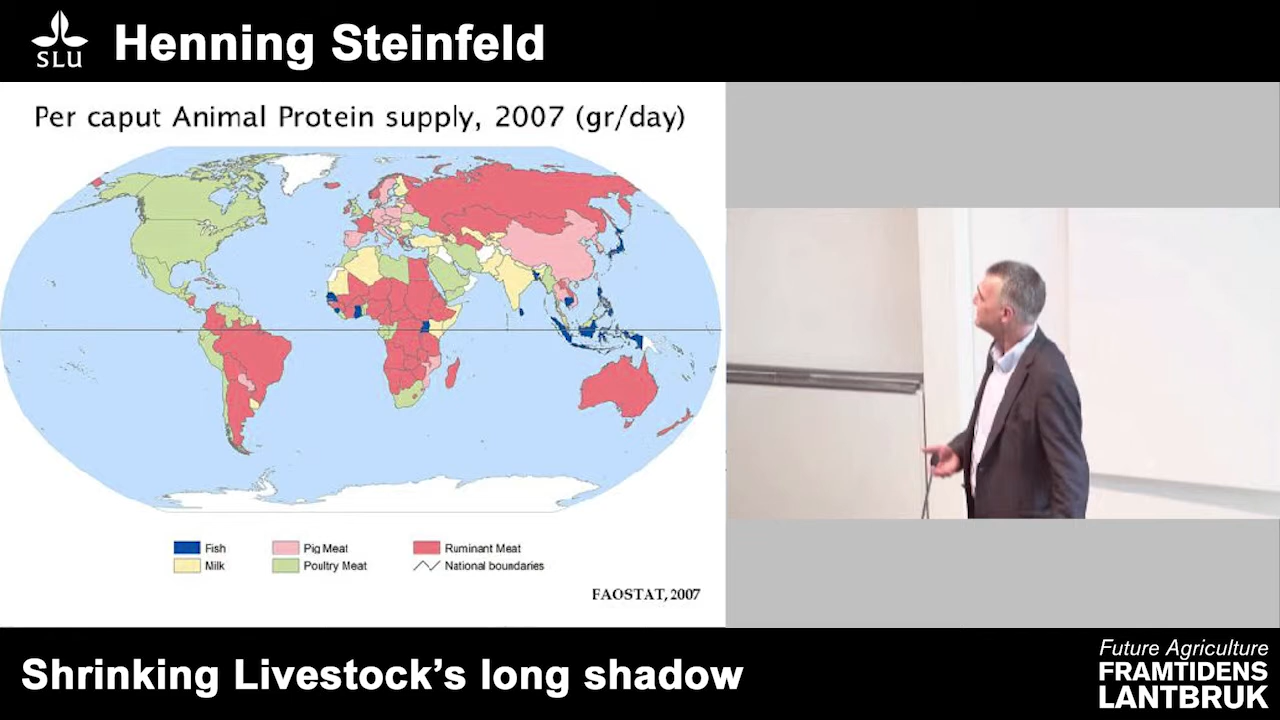 SLU
Henning Steinfeld
Per caput Animal Protein supply, 2007 (gr/day)
Fish
Pig Meat
Ruminant Meat
Milk
Poultry Meat
National boundaries
FAOSTAT, 2007
Shrinking Livestock's long shadow
Future Agriculture
FRAMTIDENS
LANTBRUK